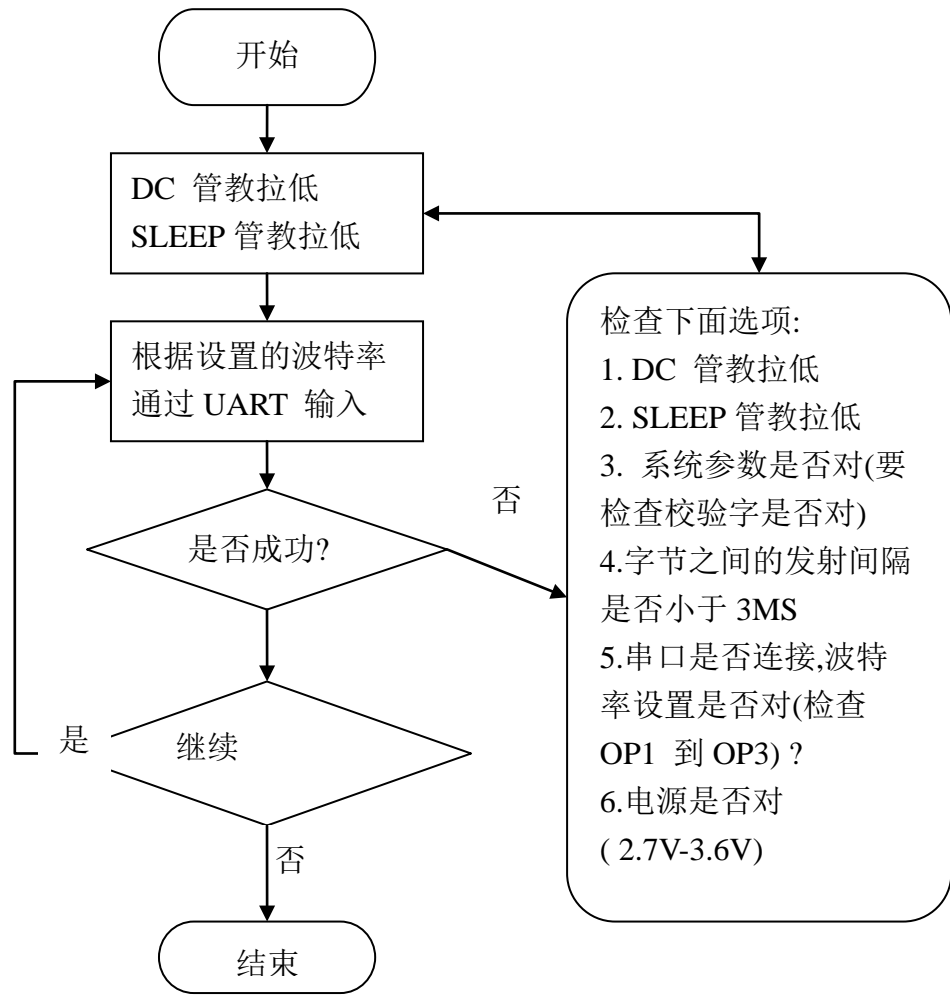 开始
DC 管教拉低
SLEEP 管教拉低
根据设置的波特率
通过 UART 输入
是否成功?
否
检查下面选项:
1. DC 管教拉低
2. SLEEP 管教拉低
3. 系统参数是否对(要
检查校验字是否对)
4.字节之间的发射间隔
是否小于 3MS
5.串口是否连接,波特
率设置是否对(检查
OP1 到 OP3) ?
6.电源是否对
( 2.7V-3.6V)
是
继续
否
结束